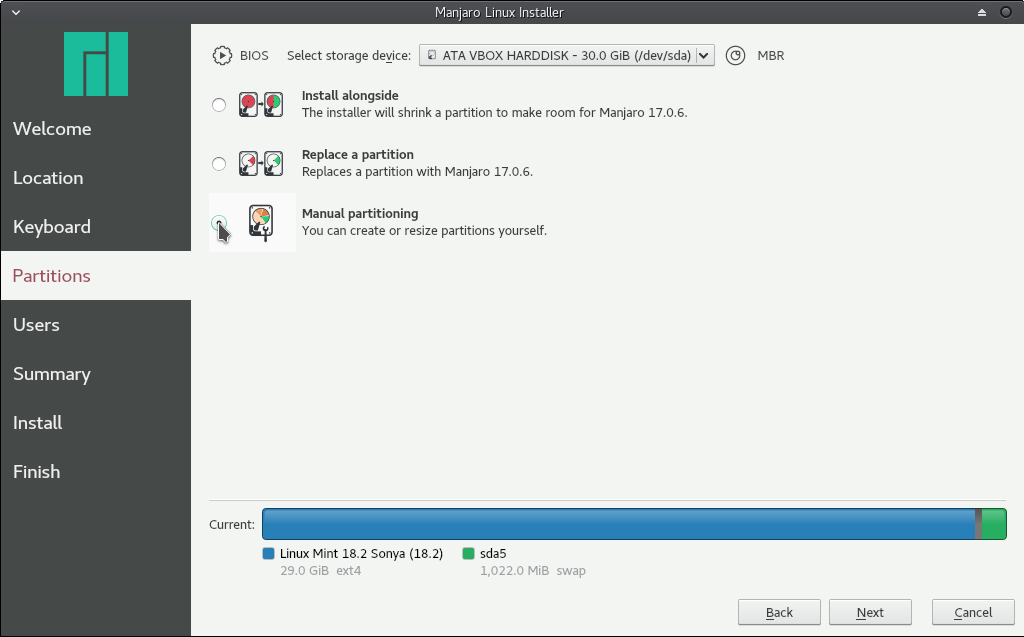 Manjaro Linux Installer
BIOS Select storage device: ATA VBOX HARDDISK - 30.0 GiB (/dev/sda) MBR
Welcome
Location
Keyboard
Partitions
Users
Summary
Install
Finish
Install alongside
The installer will shrink a partition to make room for Manjaro 17.0.6.
Replace a partition
Replaces a partition with Manjaro 17.0.6.
Manual partitioning
You can create or resize partitions yourself.
Current:
Linux Mint 18.2 Sonya (18.2) sda5
29.0 GiB ext4 1,022.0 MiB swap
Back Next Cancel